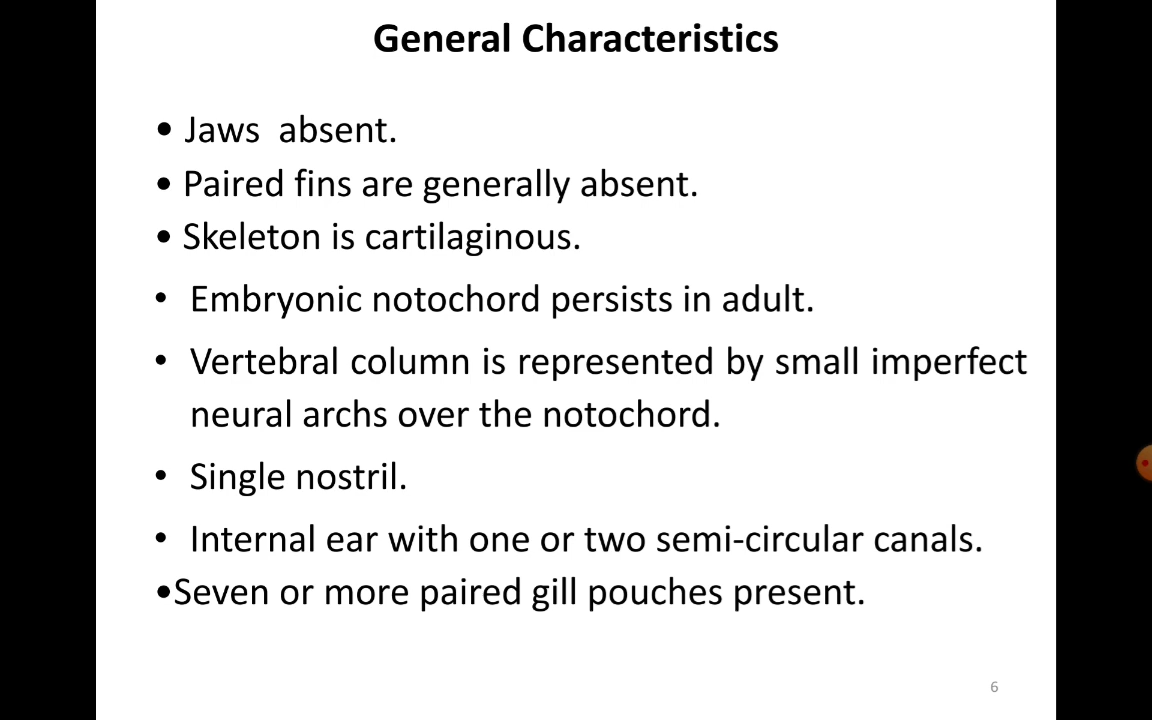 General Characteristics
• Jaws absent.
• Paired fins are generally absent.
• Skeleton is cartilaginous.
• Embryonic notochord persists in adult.
• Vertebral column is represented by small imperfect
neural archs over the notochord.
• Single nostril.
• Internal ear with one or two semi-circular canals.
•Seven or more paired gill pouches present.
6